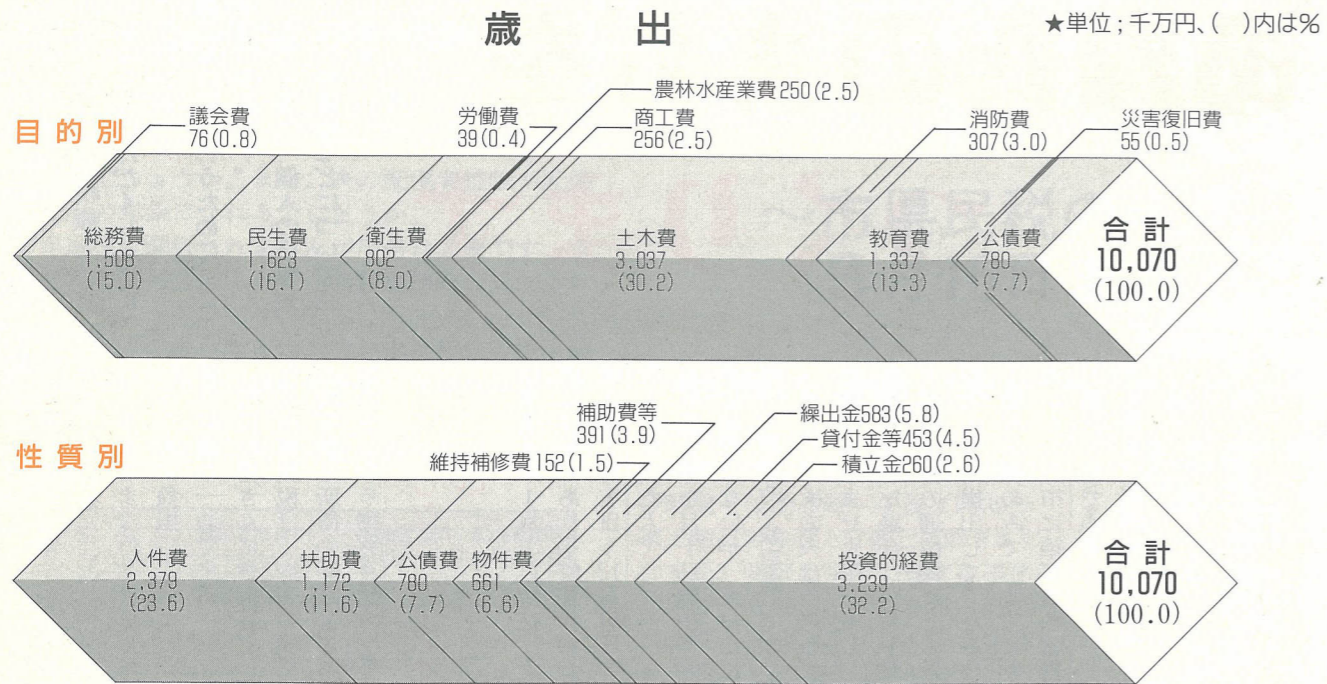 歳出
★単位；千万円、( )内は%
目的別
議会費
76(0.8)
労働費
39(0.4)
農林水産業費250(2.5)
商工費
256(2.5)
消防費
307(3.0)
災害復旧費
55(0.5)
総務費
1,508
(15.0)
民生費
1,623
(16.1)
衛生費
802
(8.0)
土木費
3,037
(30.2)
教育費
1,337
(13.3)
公債費
780
(7.7)
合計
10,070
(100.0)
性質別
維持補修費152(1.5)
補助費等
391(3.9)
繰出金583(5.8)
貸付金等453(4.5)
積立金260(2.6)
人件費
2,379
(23.6)
扶助費
1,172
(11.6)
公債費
780
(7.7)
物件費
661
(6.6)
投資的経費
3,239
(32.2)
合計
10,070
(100.0)